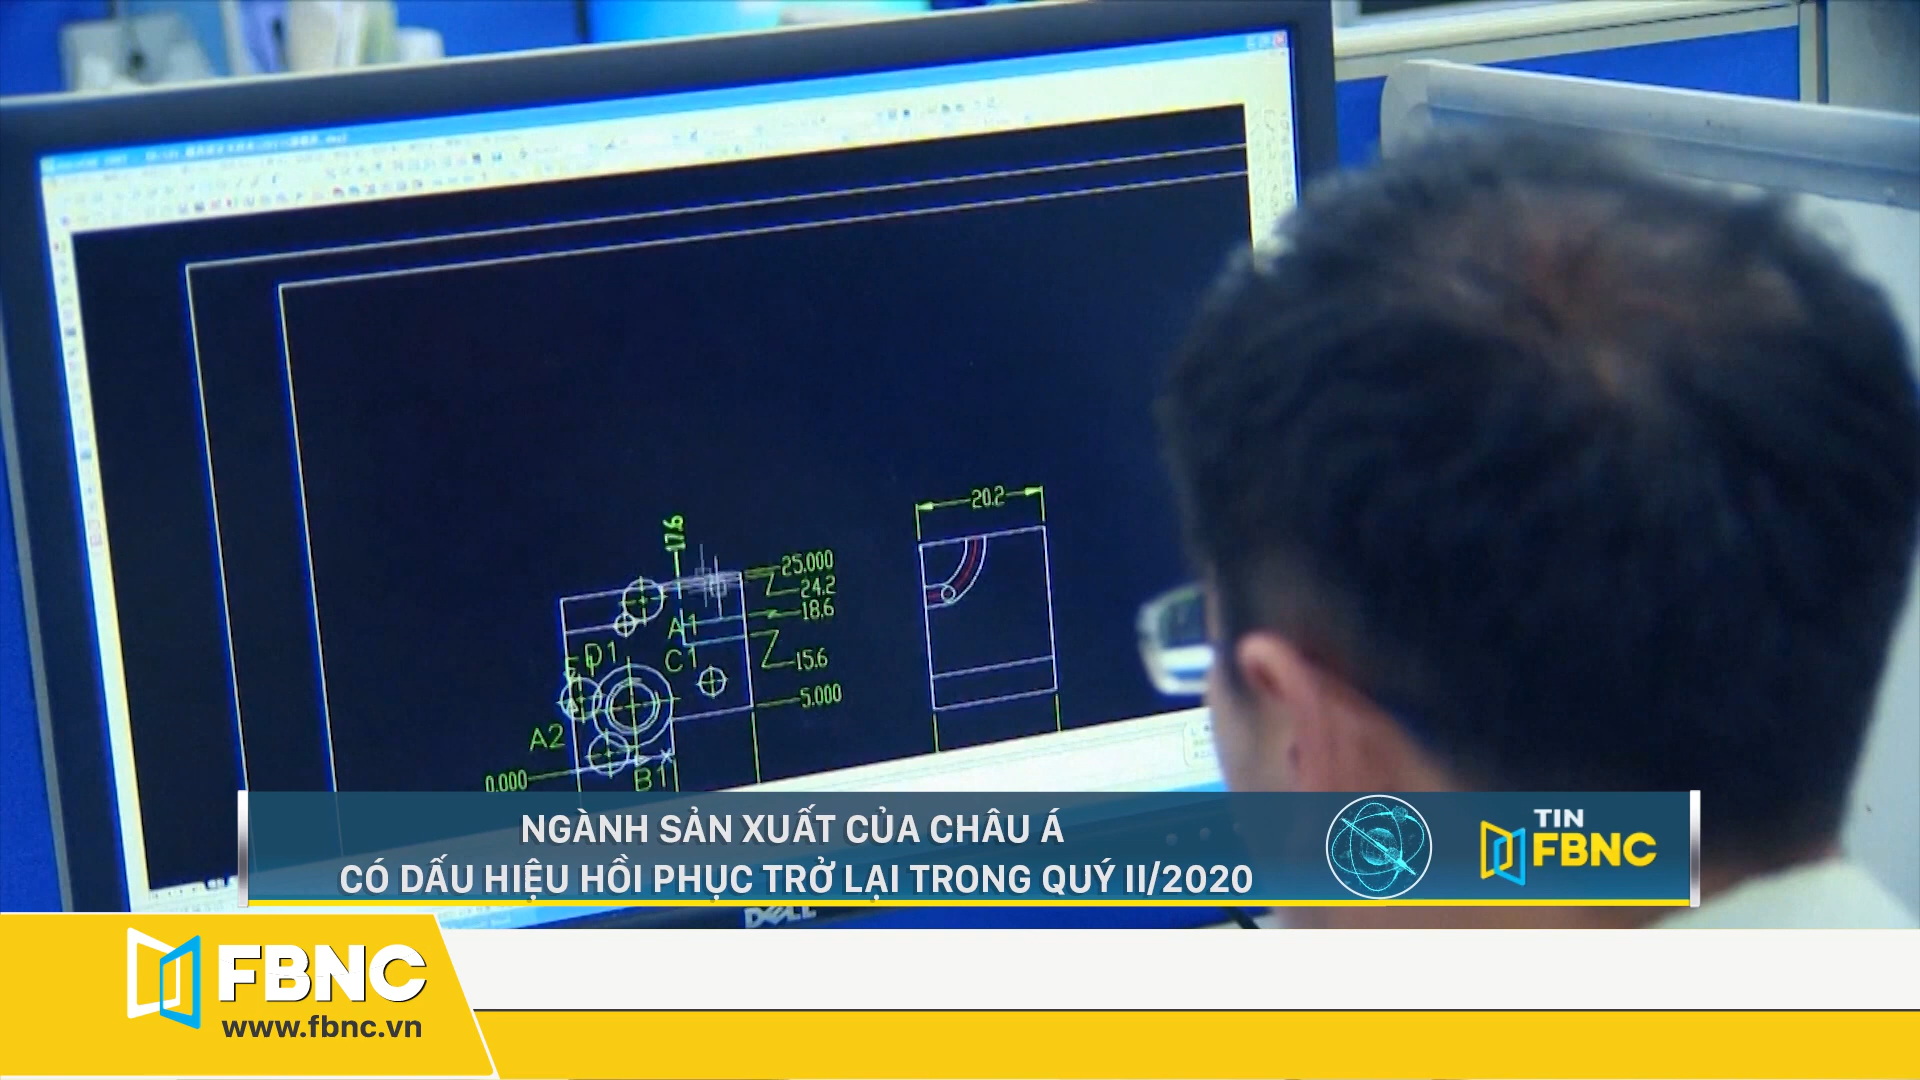 17.6
25.000
24.2
18.6
15.6
5.000
20.2
A1
C1
D1
A2
B1
0.000
NGÀNH SẢN XUẤT CỦA CHÂU Á
CÓ DẤU HIỆU HỒI PHỤC TRỞ LẠI TRONG QUÝ II/2020
TIN
FBNC
DELL
FBNC
www.fbnc.vn